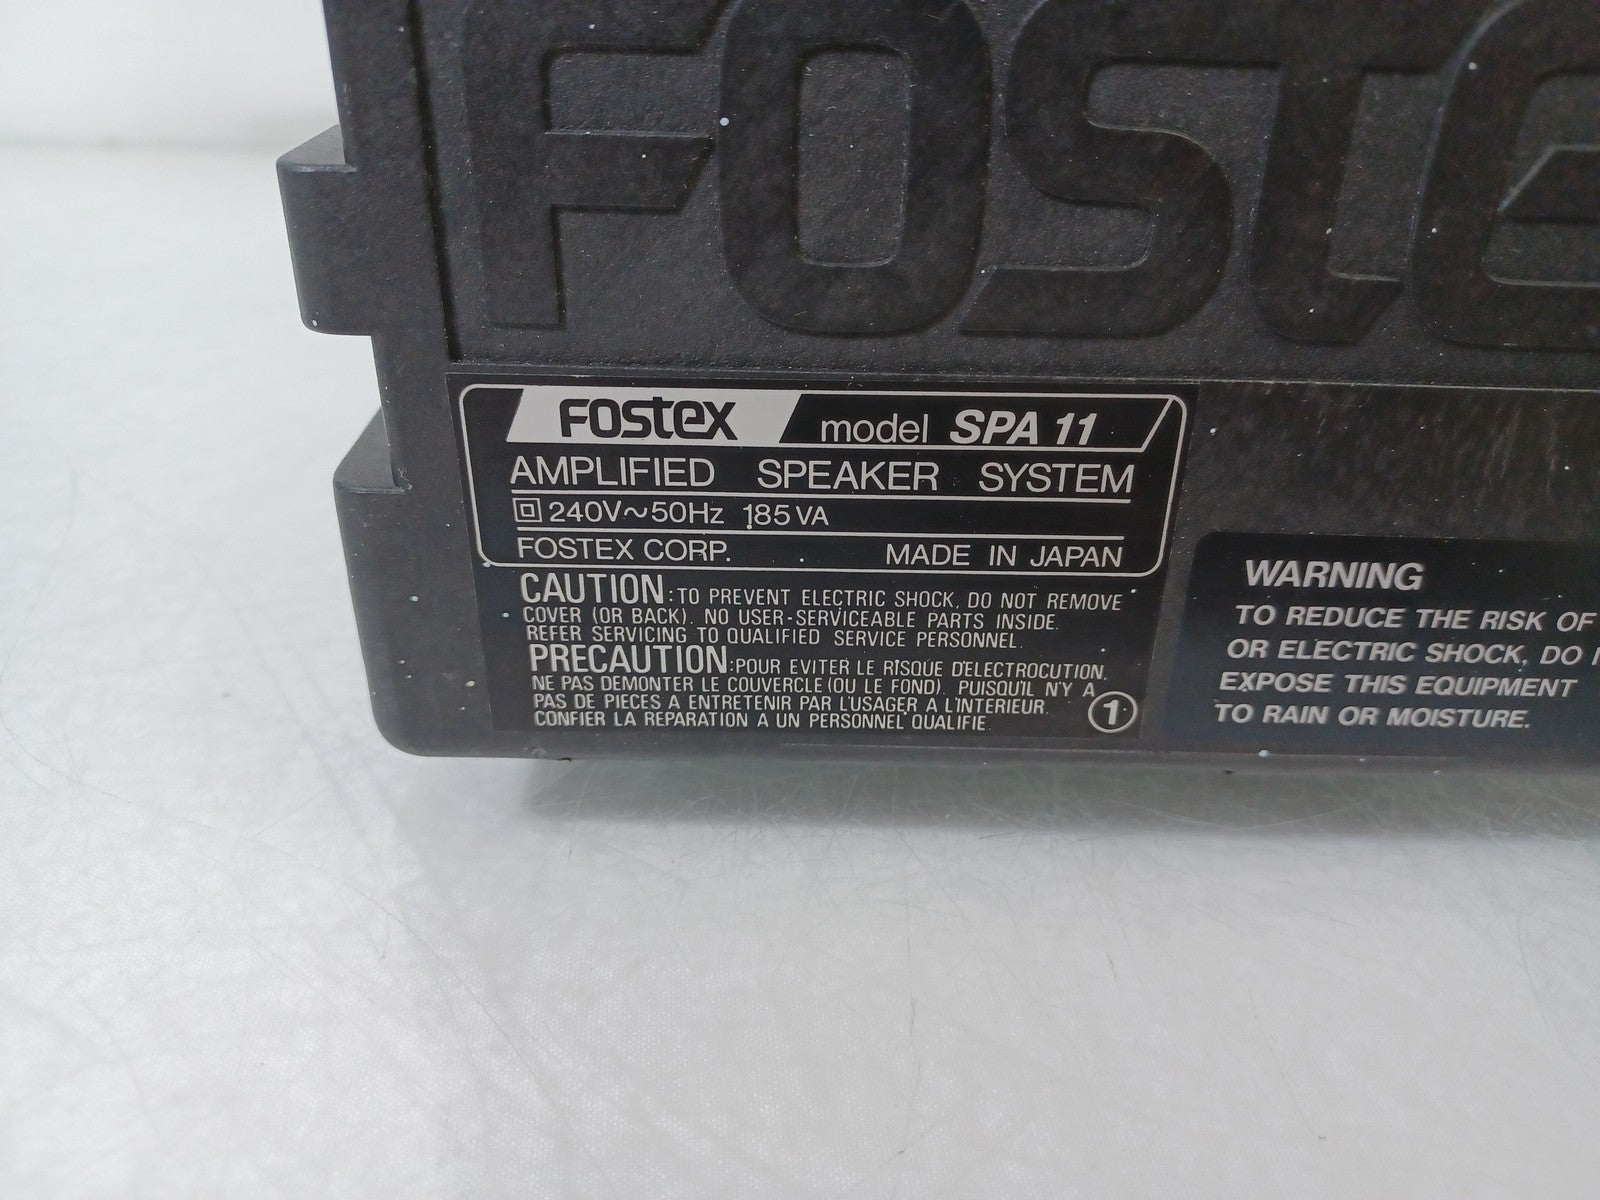 FOSTE
FOSTEX model SPA 11
AMPLIFIED SPEAKER SYSTEM
240V~50Hz 185 VA
FOSTEX CORP. MADE IN JAPAN
CAUTION: TO PREVENT ELECTRIC SHOCK, DO NOT REMOVE
COVER (OR BACK). NO USER-SERVICEABLE PARTS INSIDE.
REFER SERVICING TO QUALIFIED SERVICE PERSONNEL.
PRECAUTION: POUR EVITER LE RISQUE D'ELECTROCUTION,
NE PAS DEMONTER LE COUVERCLE (OU LE FOND). PUISQU'IL N'Y A
PAS DE PIECES A ENTRETENIR PAR L'USAGER A L'INTERIEUR.
CONFIER LA REPARATION A UN PERSONNEL QUALIFIE.
1
WARNING
TO REDUCE THE RISK OF
OR ELECTRIC SHOCK, DO
EXPOSE THIS EQUIPMENT
TO RAIN OR MOISTURE.